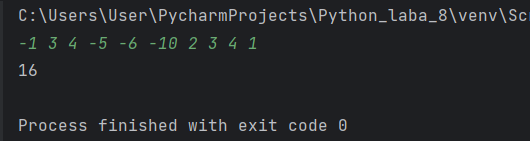 C:\Users\User\PycharmProjects\Python_laba_8\venv\Scr
-1 3 4 -5 -6 -10 2 3 4 1
16
Process finished with exit code 0